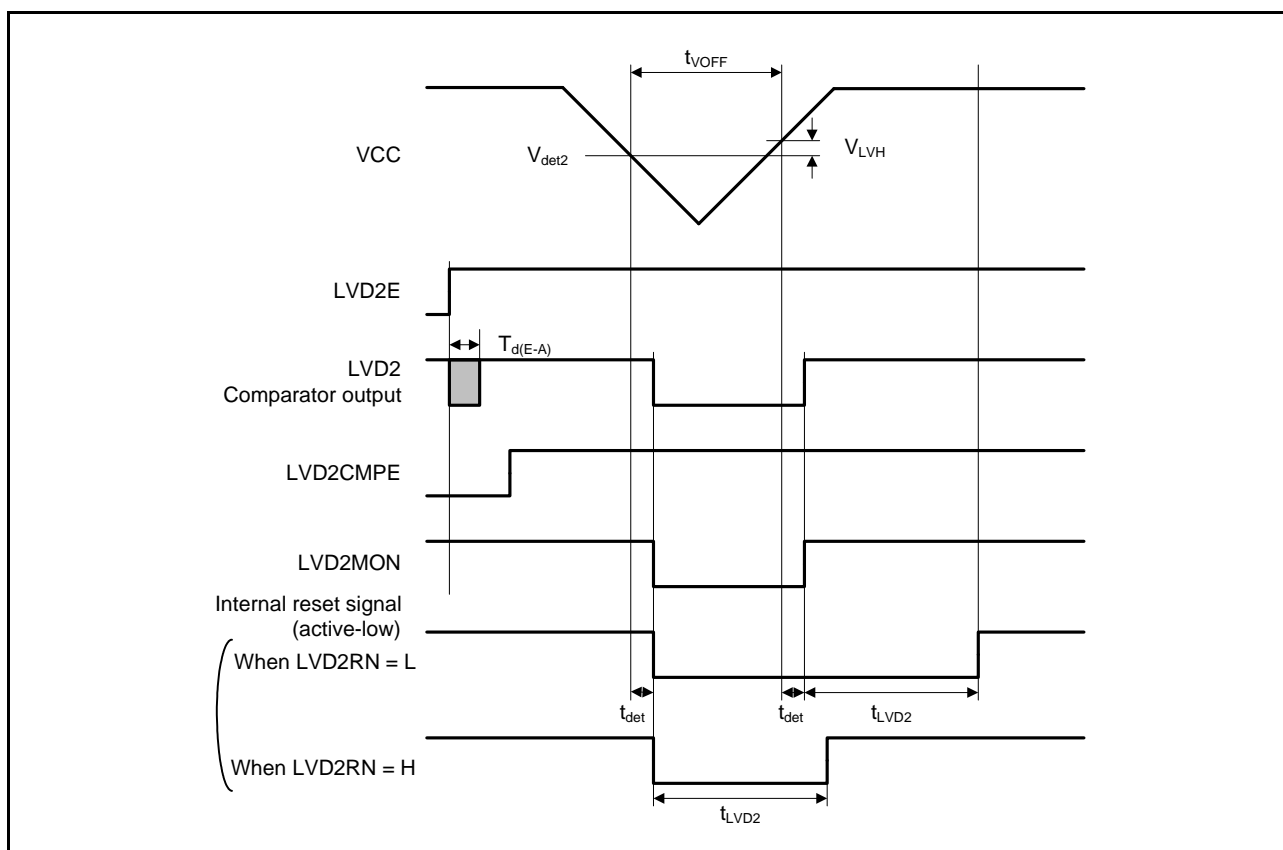 tVOFF
VCC
Vdet2
VLVH
LVD2E
Td(E-A)
LVD2
Comparator output
LVD2CMPE
LVD2MON
Internal reset signal
(active-low)
When LVD2RN = L
tdet
tdet
tLVD2
When LVD2RN = H
tLVD2